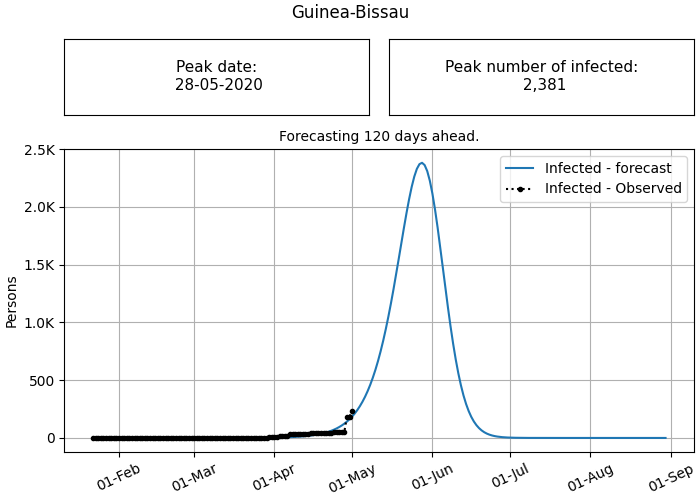 Guinea-Bissau
Peak date:
28-05-2020
Peak number of infected:
2,381
Forecasting 120 days ahead.
2.5K
2.0K
1.5K
1.0K
500
0
Persons
Infected - forecast
Infected - Observed
01-Feb
01-Mar
01-Apr
01-May
01-Jun
01-Jul
01-Aug
01-Sep